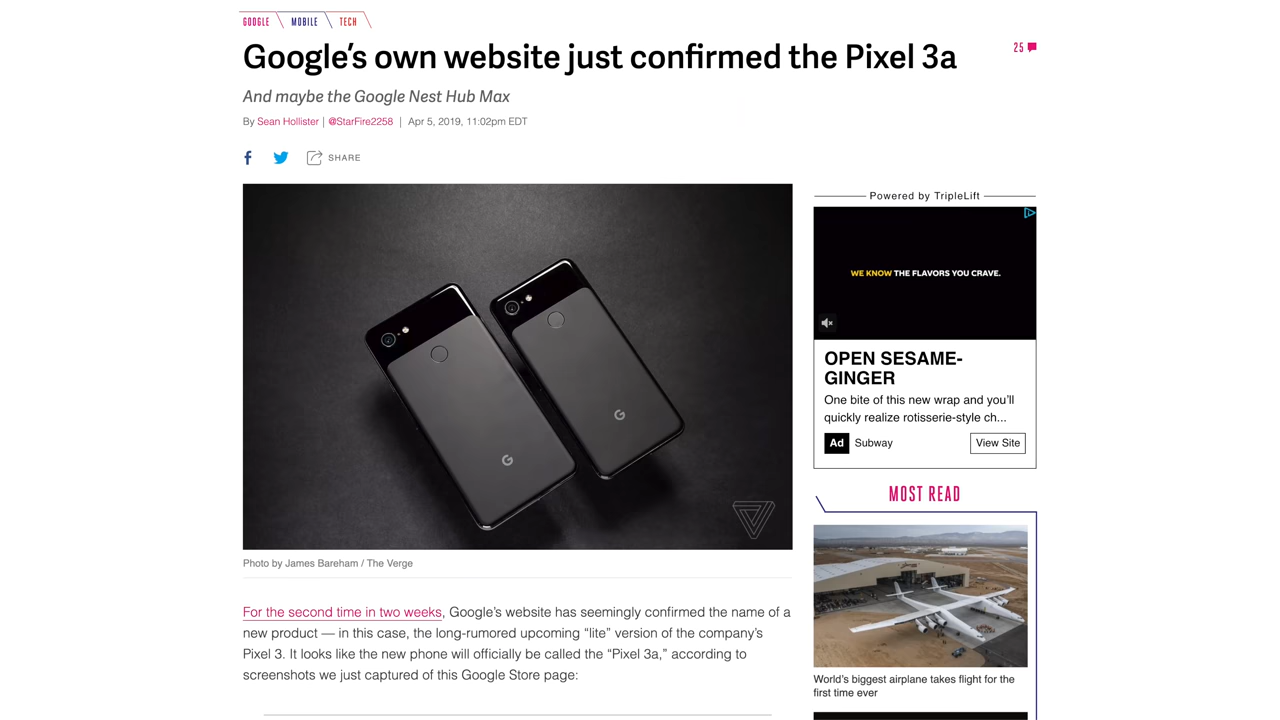 GOOGLE
MOBILE
TECH
Google’s own website just confirmed the Pixel 3a
25
And maybe the Google Nest Hub Max
By Sean Hollister | @StarFire2258 | Apr 5, 2019, 11:02pm EDT
SHARE
Powered by TripleLift
WE KNOW THE FLAVORS YOU CRAVE.
OPEN SESAME-
GINGER
One bite of this new wrap and you’ll
quickly realize rotisserie-style ch...
Ad Subway
View Site
MOST READ
World’s biggest airplane takes flight for the
first time ever
Photo by James Bareham / The Verge
For the second time in two weeks, Google’s website has seemingly confirmed the name of a
new product — in this case, the long-rumored upcoming “lite” version of the company’s
Pixel 3. It looks like the new phone will officially be called the “Pixel 3a,” according to
screenshots we just captured of this Google Store page: